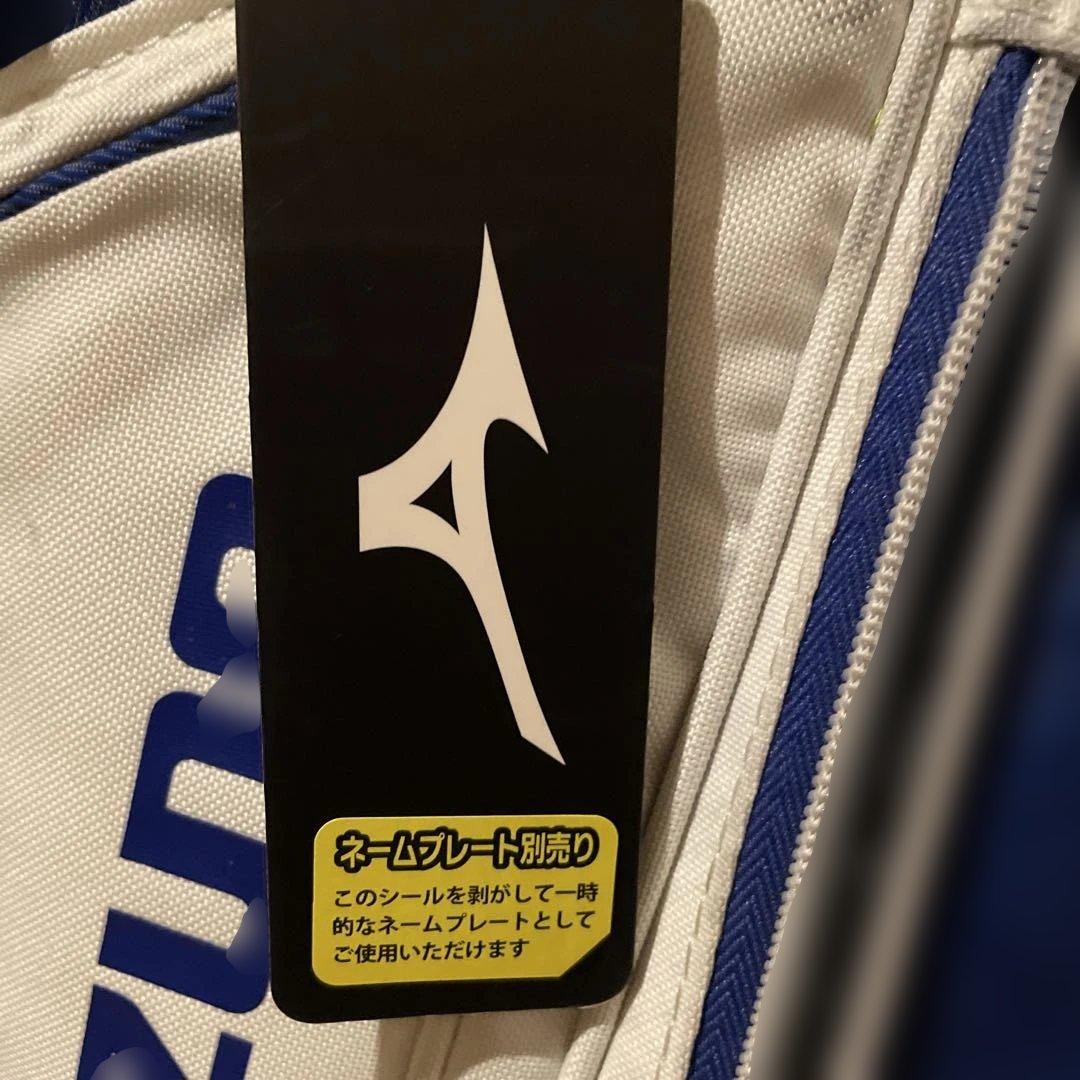 ネームプレート別売り
このシールを剥がして一時
的なネームプレートとして
ご使用いただけます